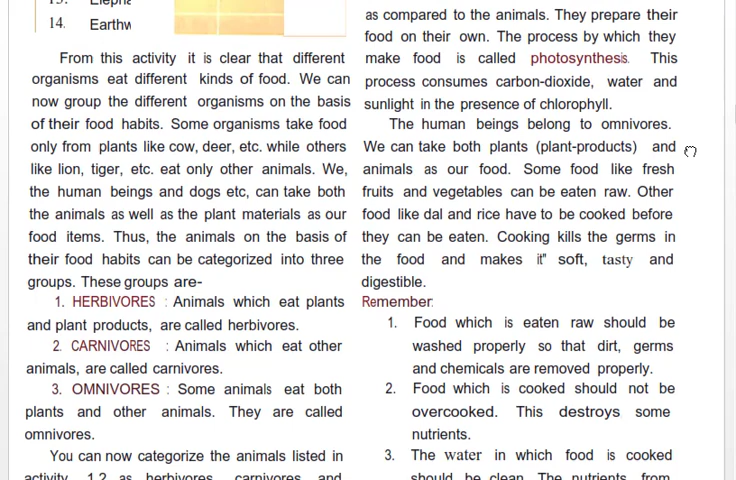 14. Earthw
From this activity it is clear that different
organisms eat different kinds of food. We can
now group the different organisms on the basis
of their food habits. Some organisms take food
only from plants like cow, deer, etc. while others
like lion, tiger, etc. eat only other animals. We,
the human beings and dogs etc, can take both
the animals as well as the plant materials as our
food items. Thus, the animals on the basis of
their food habits can be categorized into three
groups. These groups are-
1. HERBIVORES : Animals which eat plants
and plant products, are called herbivores.
2. CARNIVORES : Animals which eat other
animals, are called carnivores.
3. OMNIVORES : Some animals eat both
plants and other animals. They are called
omnivores.
You can now categorize the animals listed in
activity 1.2 as herbivores, carnivores and
as compared to the animals. They prepare their
food on their own. The process by which they
make food is called photosynthesis. This
process consumes carbon-dioxide, water and
sunlight in the presence of chlorophyll.
The human beings belong to omnivores.
We can take both plants (plant-products) and
animals as our food. Some food like fresh
fruits and vegetables can be eaten raw. Other
food like dal and rice have to be cooked before
they can be eaten. Cooking kills the germs in
the food and makes it" soft, tasty and
digestible.
Remember:
1. Food which is eaten raw should be
washed properly so that dirt, germs
and chemicals are removed properly.
2. Food which is cooked should not be
overcooked. This destroys some
nutrients.
3. The water in which food is cooked
should be clean. The nutrients from